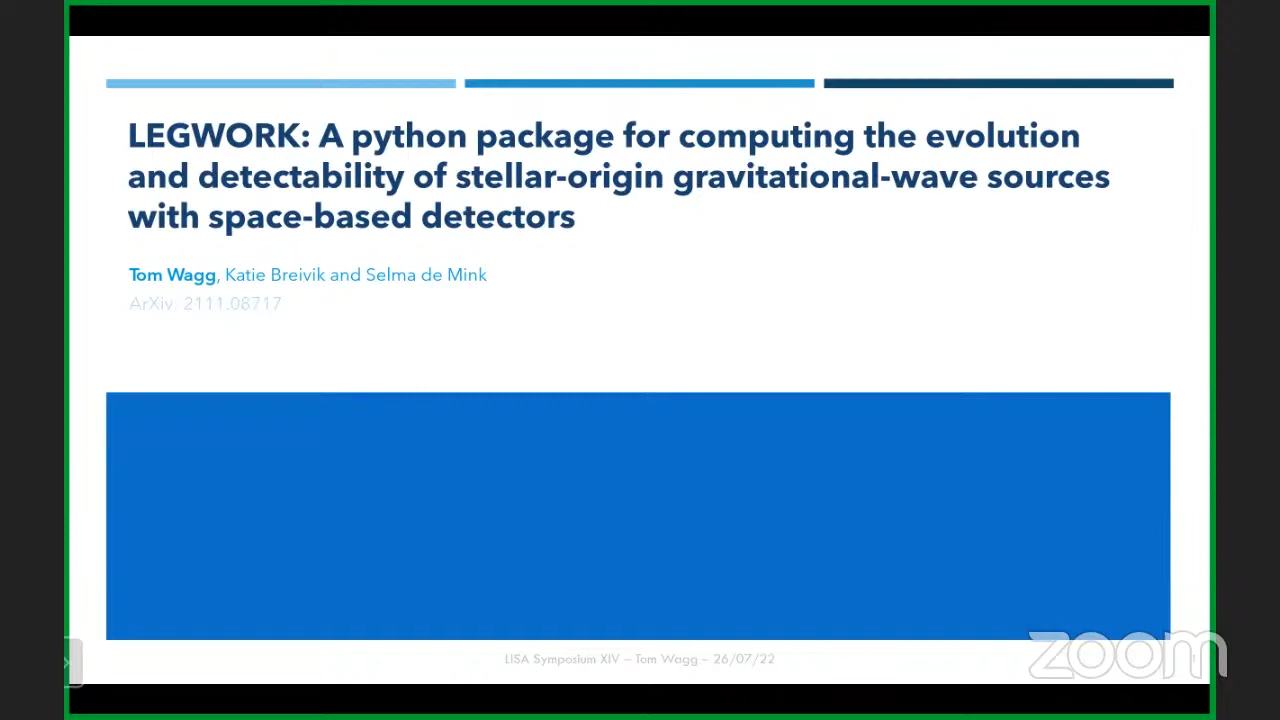 LEGWORK: A python package for computing the evolution
and detectability of stellar-origin gravitational-wave sources
with space-based detectors
Tom Wagg, Katie Breivik and Selma de Mink
ArXiv: 2111.08717
LISA Symposium XIV – Tom Wagg – 26/07/22
zoom